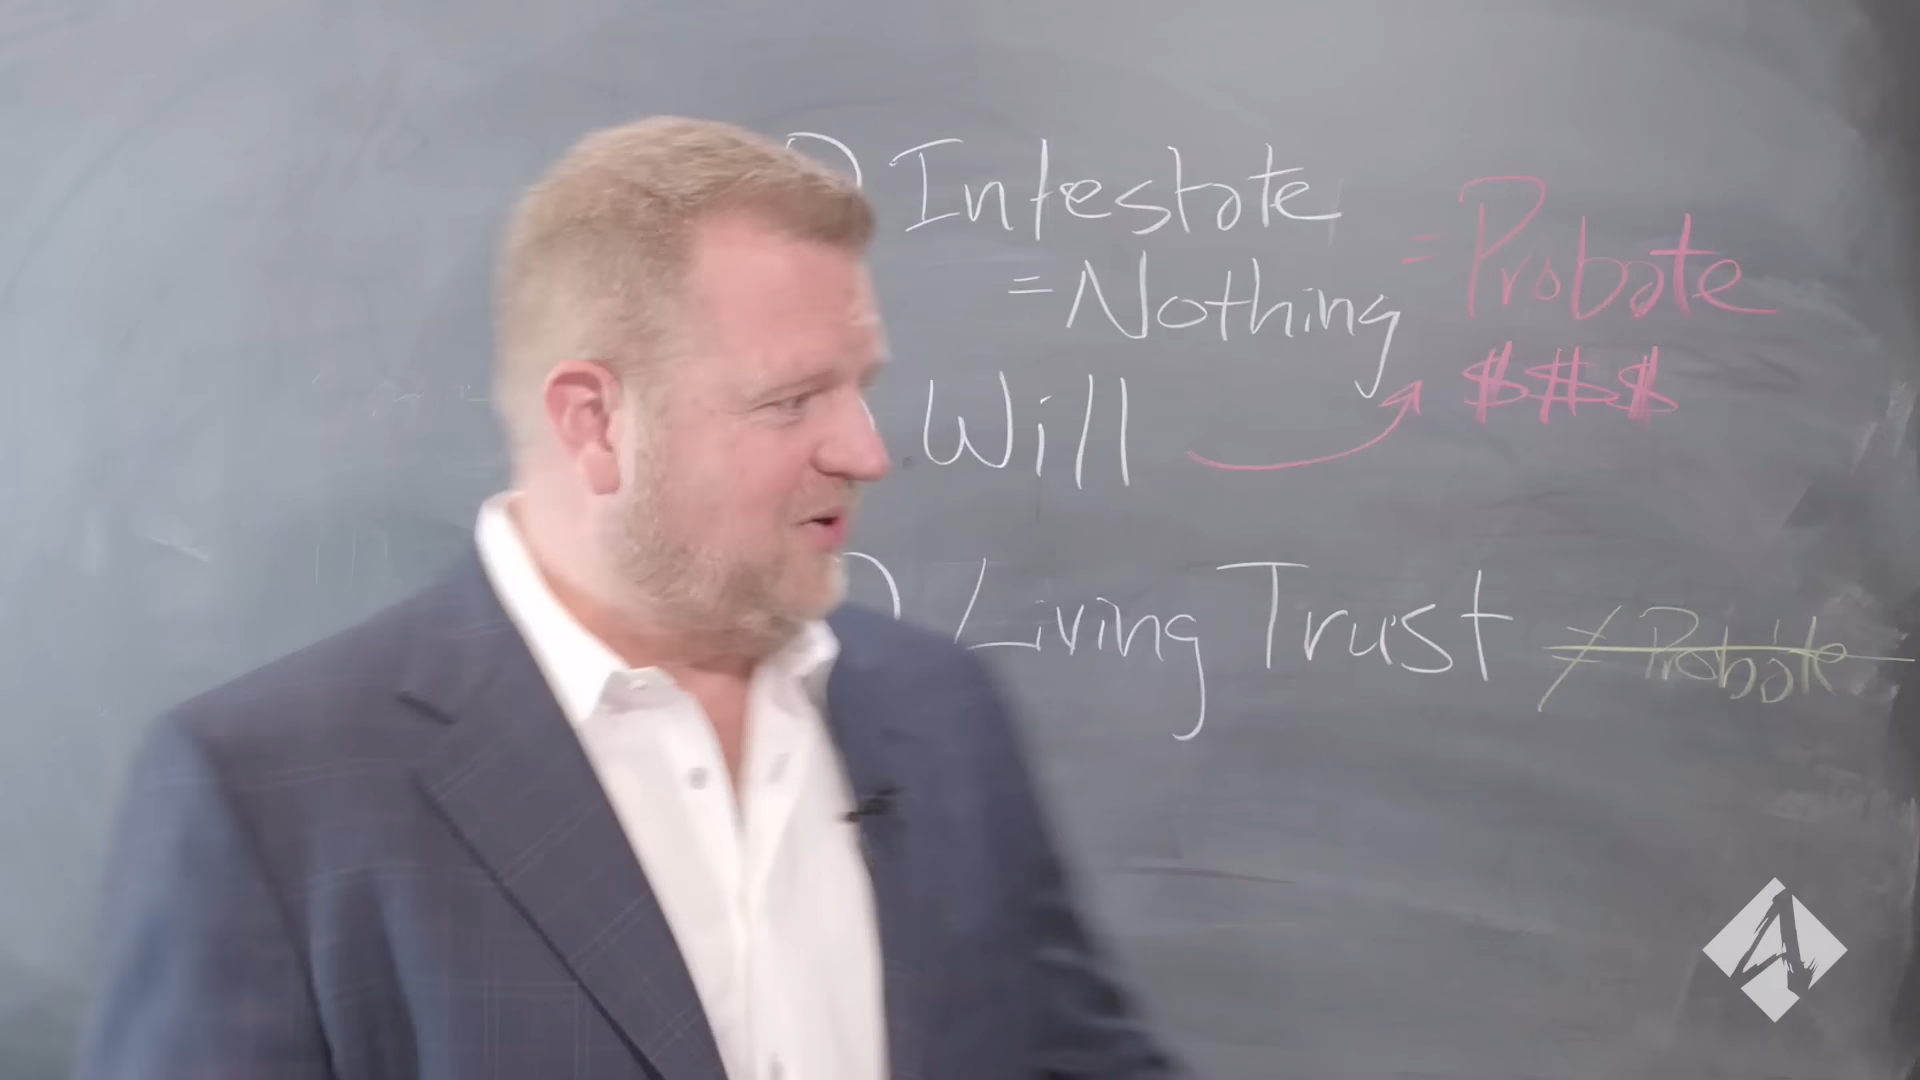 ) Intestate
= Nothing
= Probate
$$$
) Will
) Living Trust ≠ Probate
A